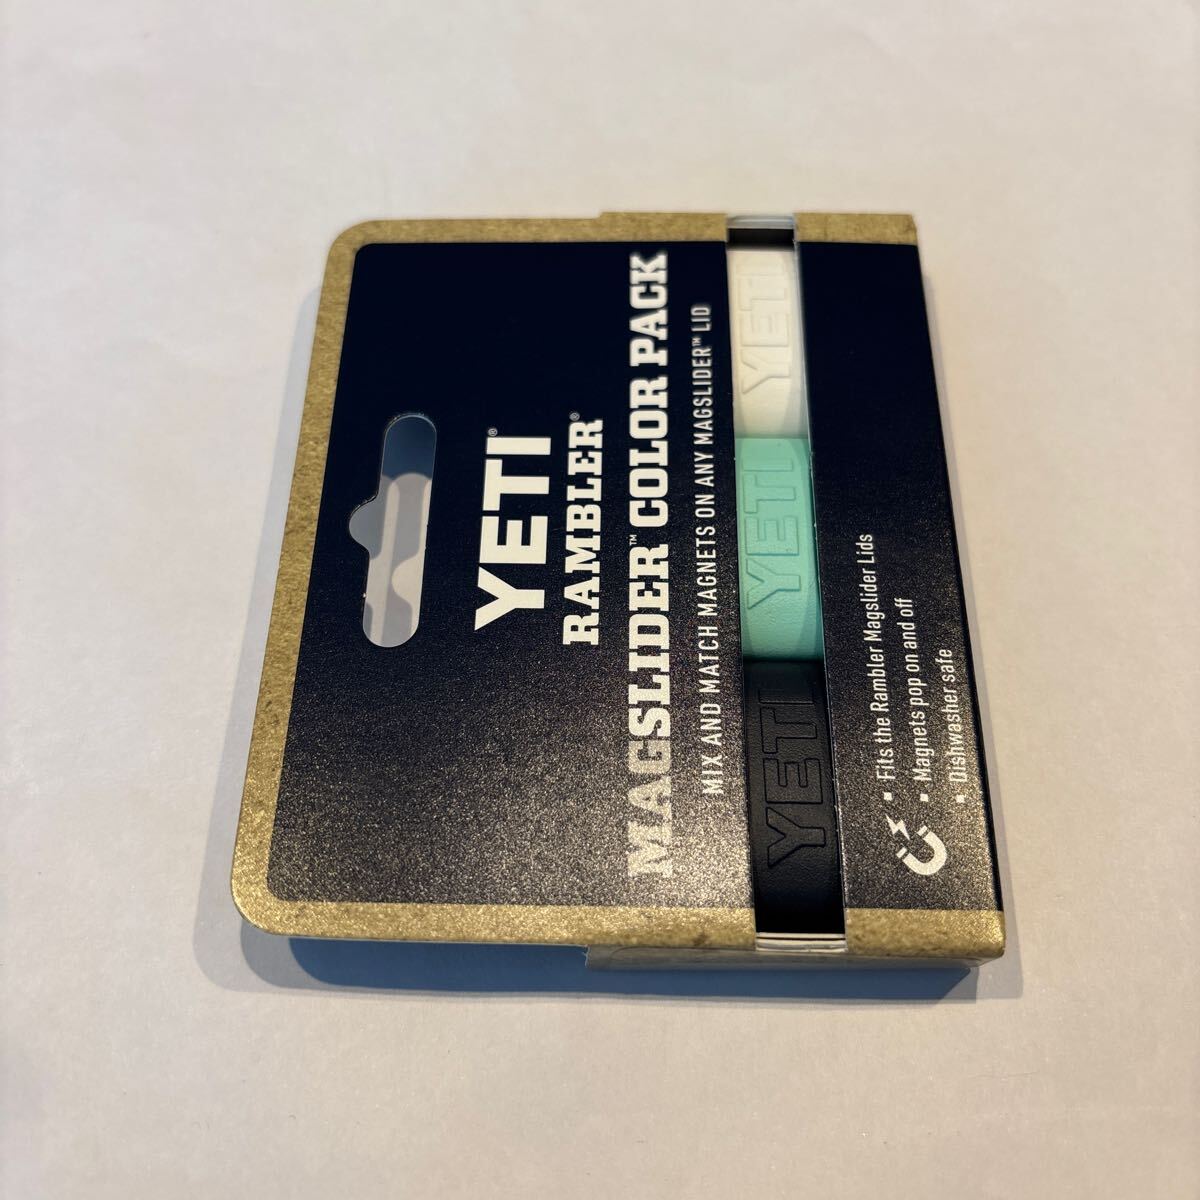 YETI®
RAMBLER®
MAGSLIDER™ COLOR PACK
MIX AND MATCH MAGNETS ON ANY MAGSLIDER™ LID
YETI
YETI
YETI
▪ Fits the Rambler Magslider Lids
▪ Magnets pop on and off
▪ Dishwasher safe